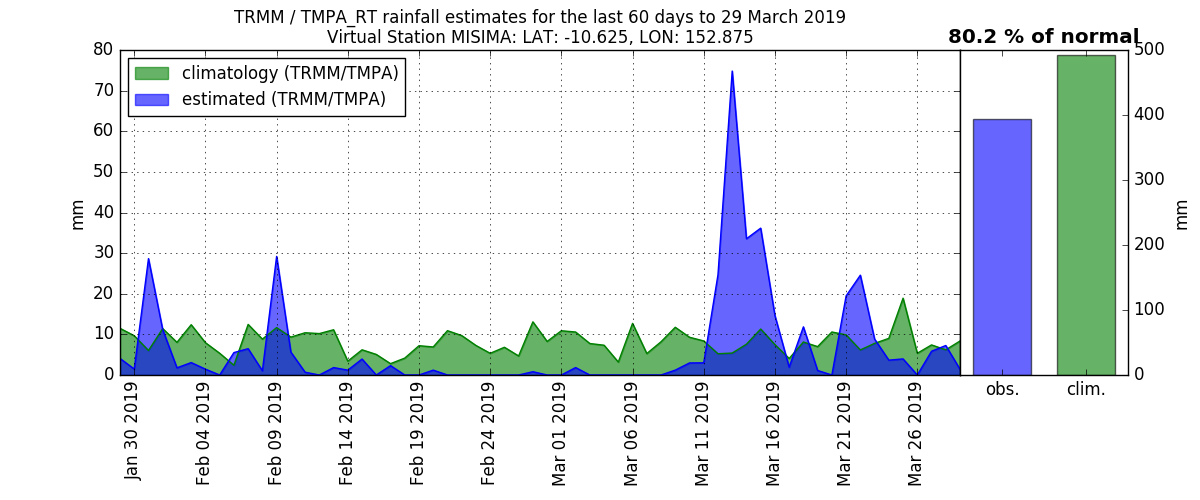 TRMM / TMPA_RT rainfall estimates for the last 60 days to 29 March 2019
Virtual Station MISIMA: LAT: -10.625, LON: 152.875
80.2 % of normal
climatology (TRMM/TMPA)
estimated (TRMM/TMPA)
mm
80
70
60
50
40
30
20
10
0
Jan 30 2019
Feb 04 2019
Feb 09 2019
Feb 14 2019
Feb 19 2019
Feb 24 2019
Mar 01 2019
Mar 06 2019
Mar 11 2019
Mar 16 2019
Mar 21 2019
Mar 26 2019
obs.
clim.
500
400
300
200
100
0
mm